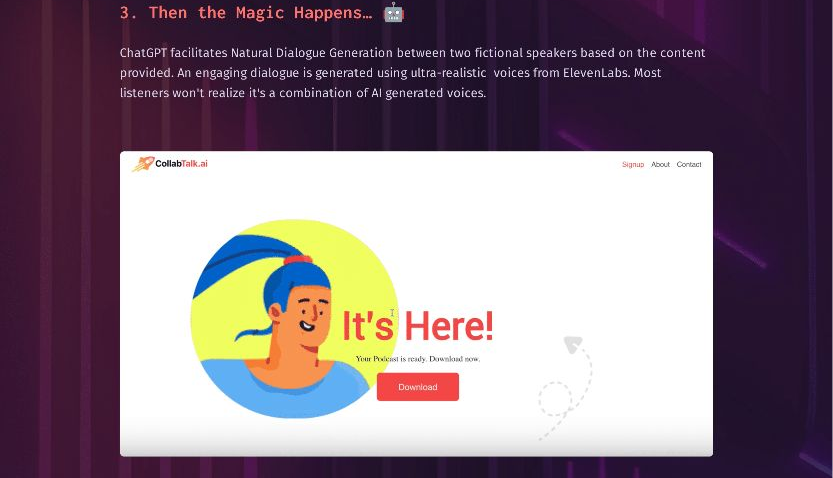 3. Then the Magic Happens… 🤖
ChatGPT facilitates Natural Dialogue Generation between two fictional speakers based on the content
provided. An engaging dialogue is generated using ultra-realistic voices from ElevenLabs. Most
listeners won't realize it's a combination of AI generated voices.
CollabTalk.ai
Signup About Contact
It's Here!
Your Podcast is ready. Download now.
Download